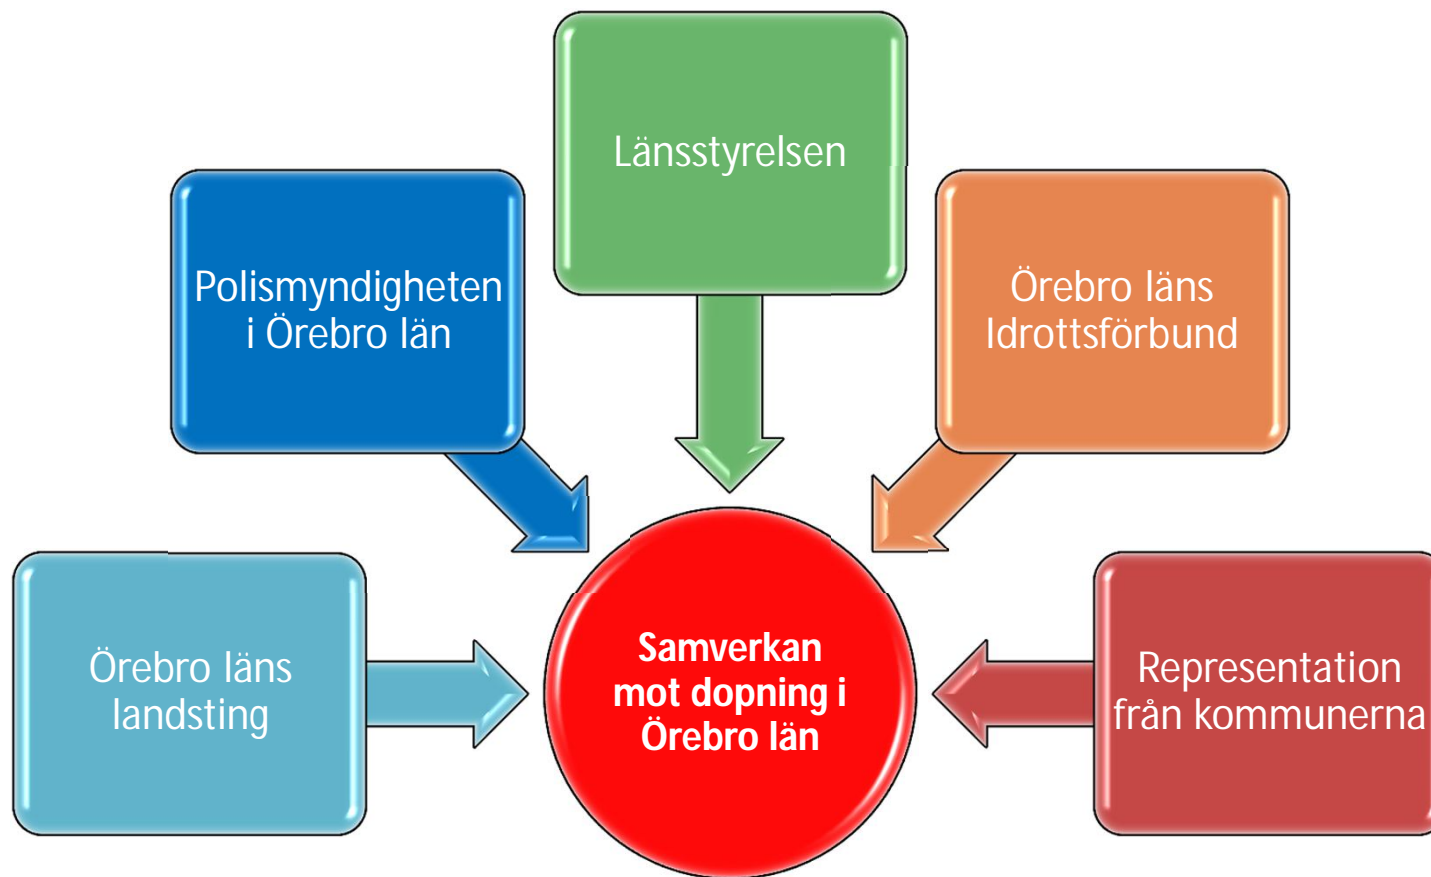 Länsstyrelsen
Polismyndigheten
i Örebro län
Örebro läns
Idrottsförbund
Örebro läns
landsting
Samverkan
mot dopning i
Örebro län
Representation
från kommunerna